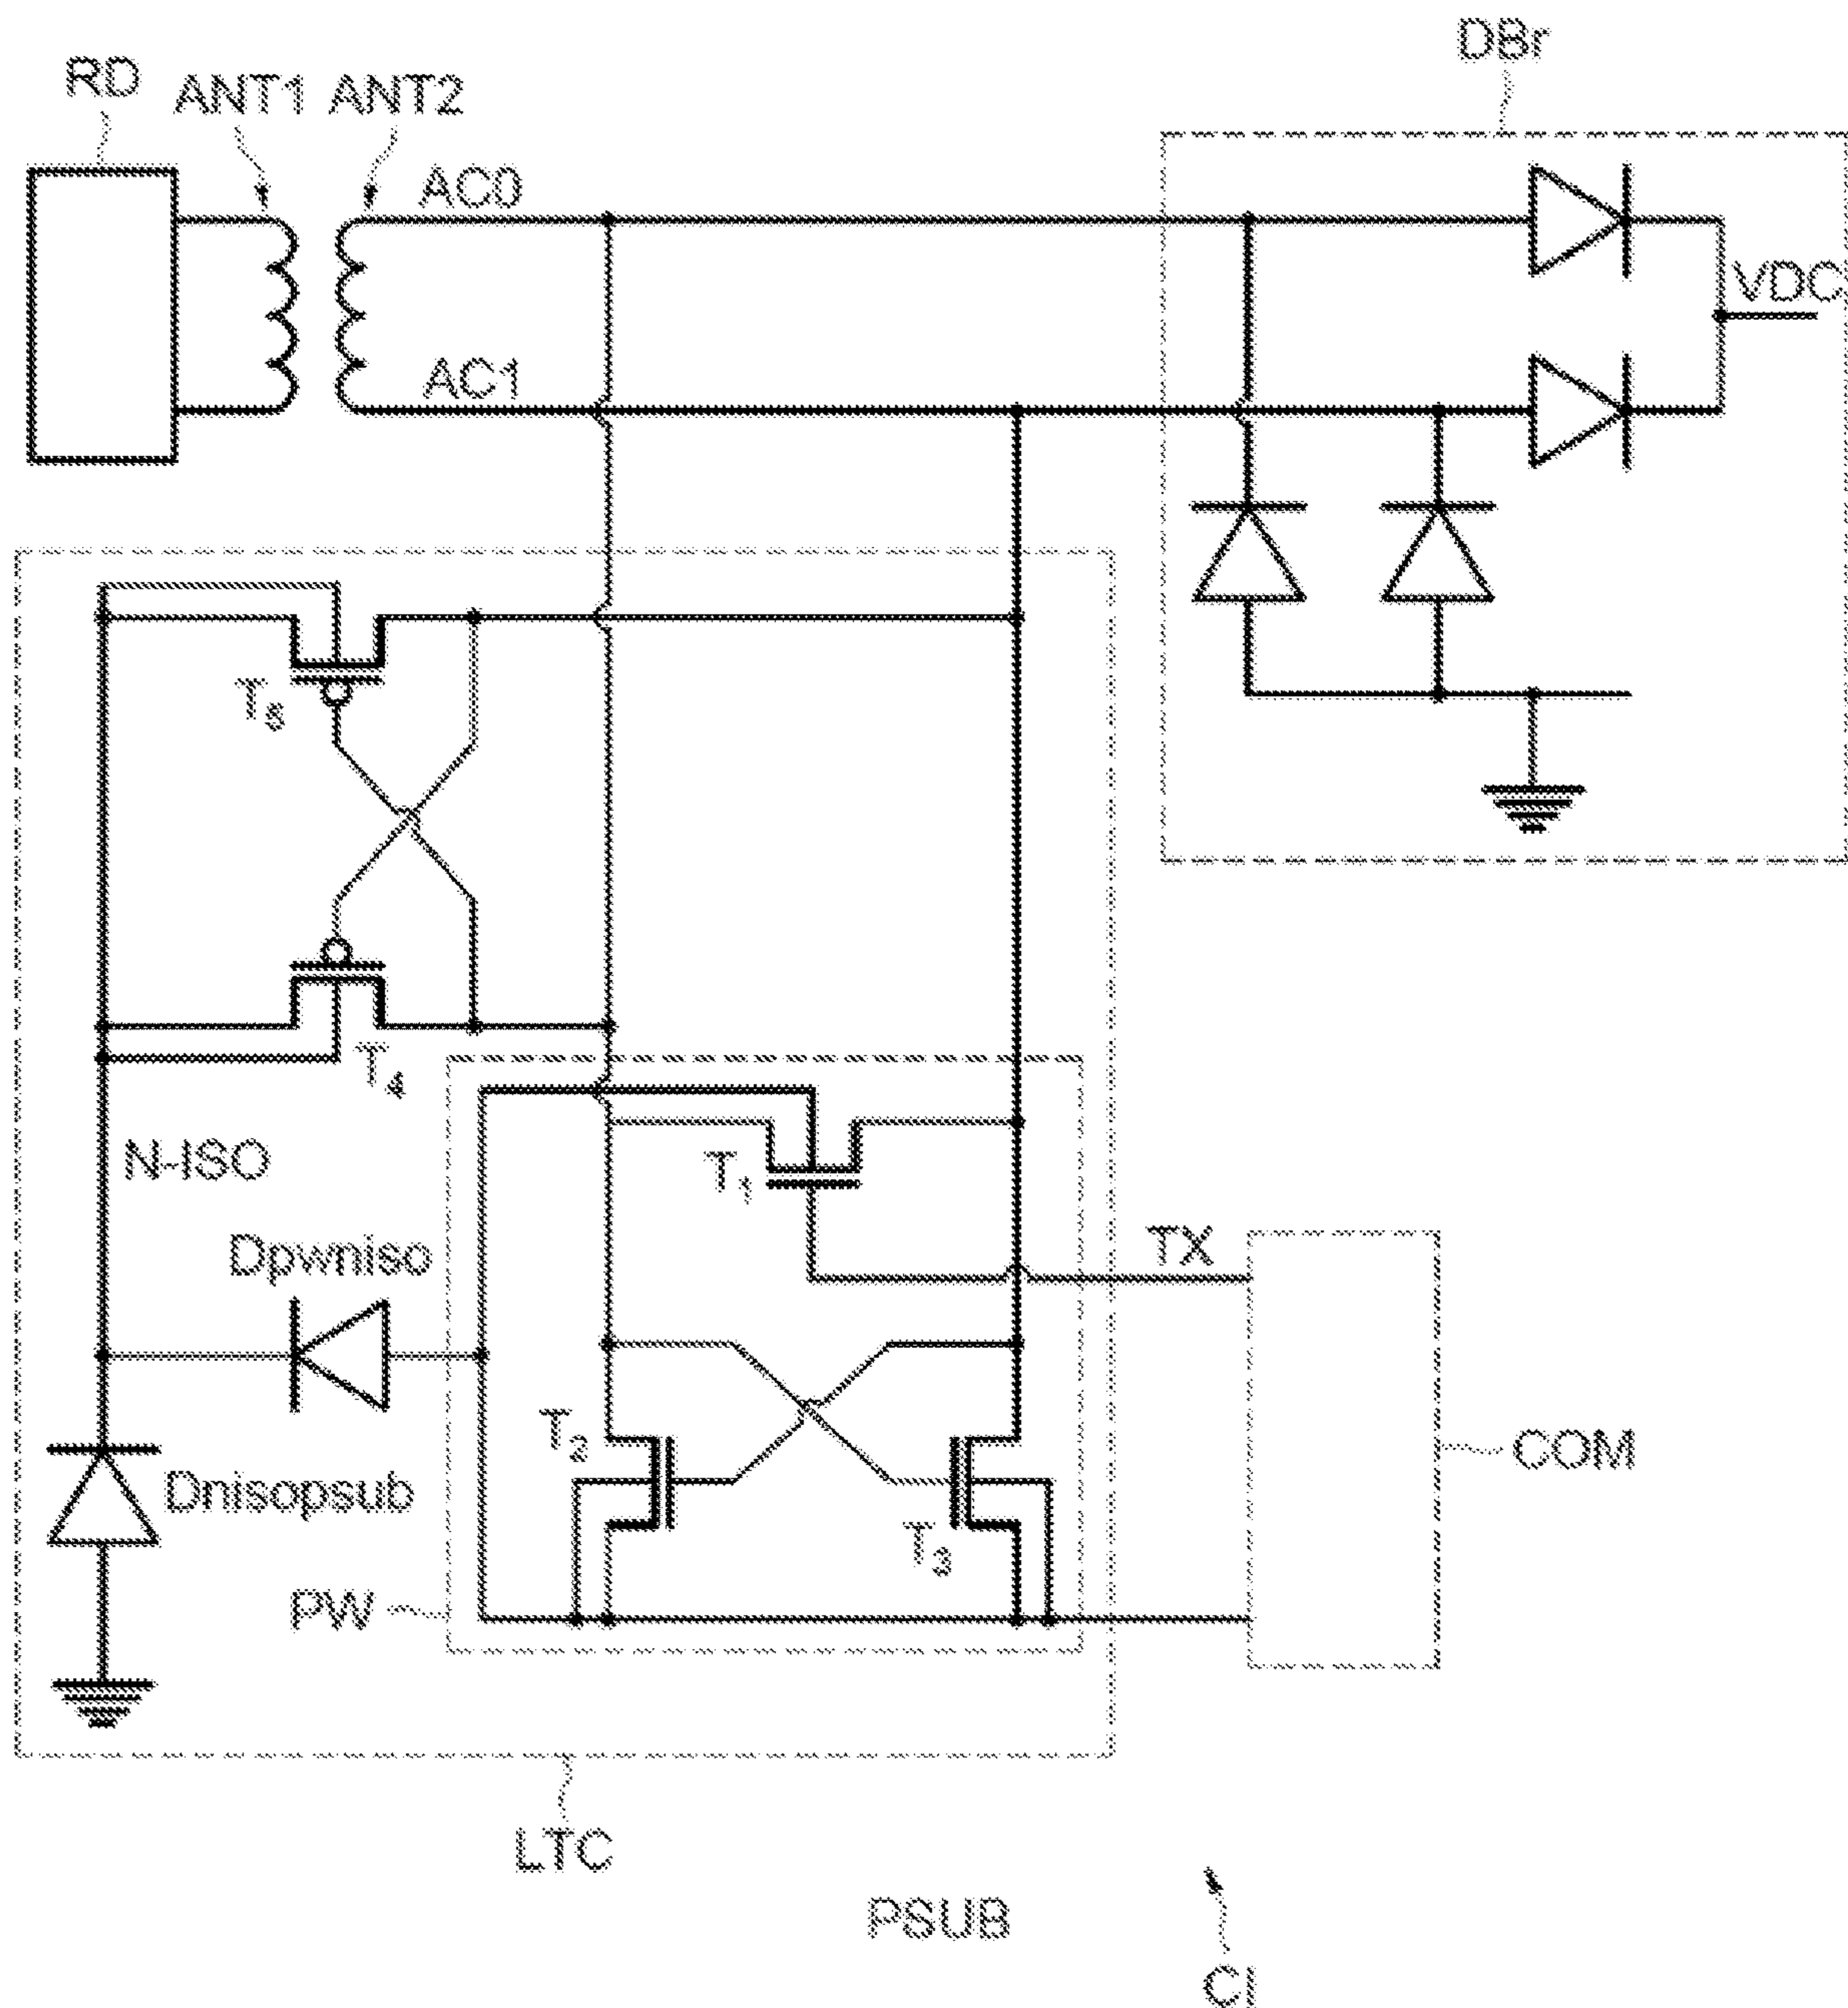 DBr
RD
ANT1 ANT2
AC0
VDC
AC1
T5
T4
N-ISO
T1
TX
Dpwniso
T2
COM
Dnisopsub
T3
PW
LTC
PSUB
CI